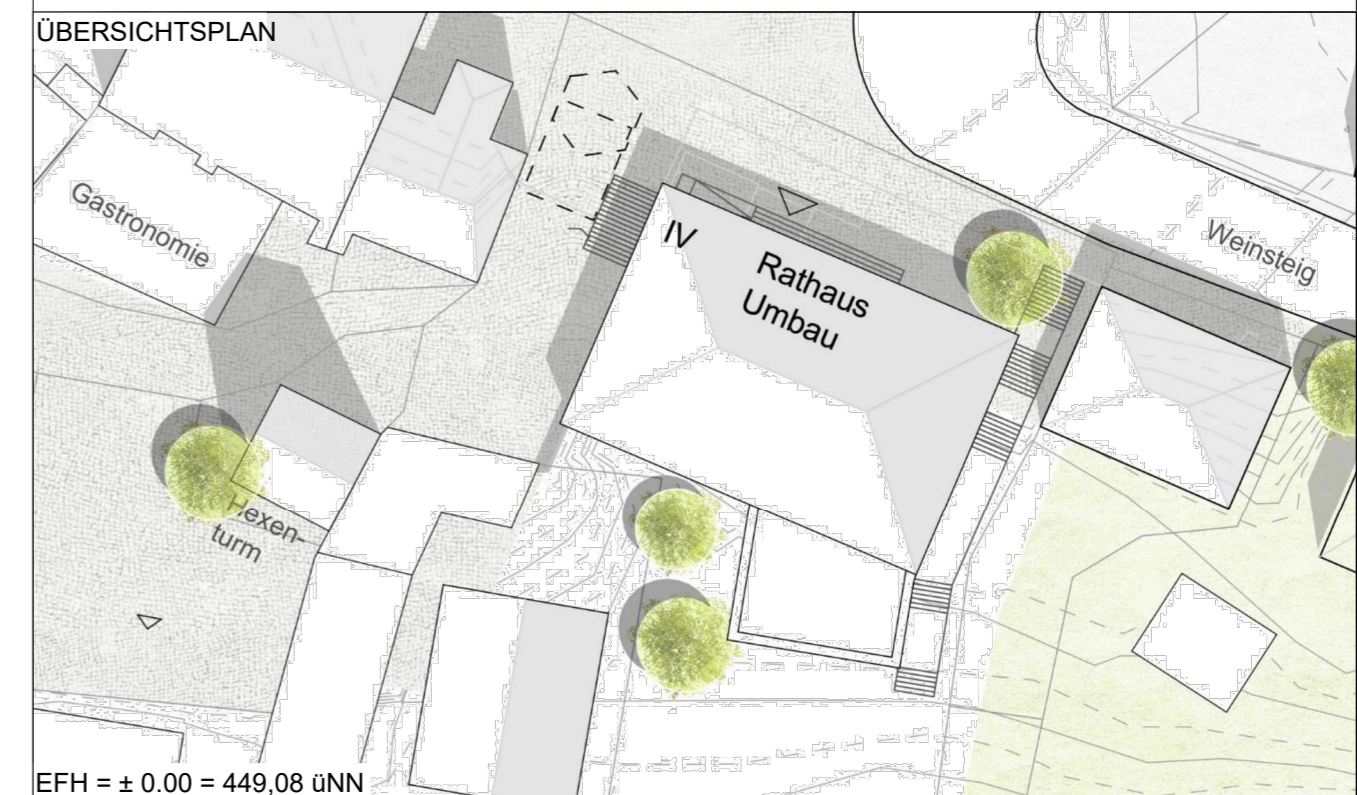 ÜBERSICHTSPLAN
Gastronomie
IV
Rathaus
Umbau
Weinsteig
Hexen-
turm
EFH = ± 0.00 = 449,08 üNN